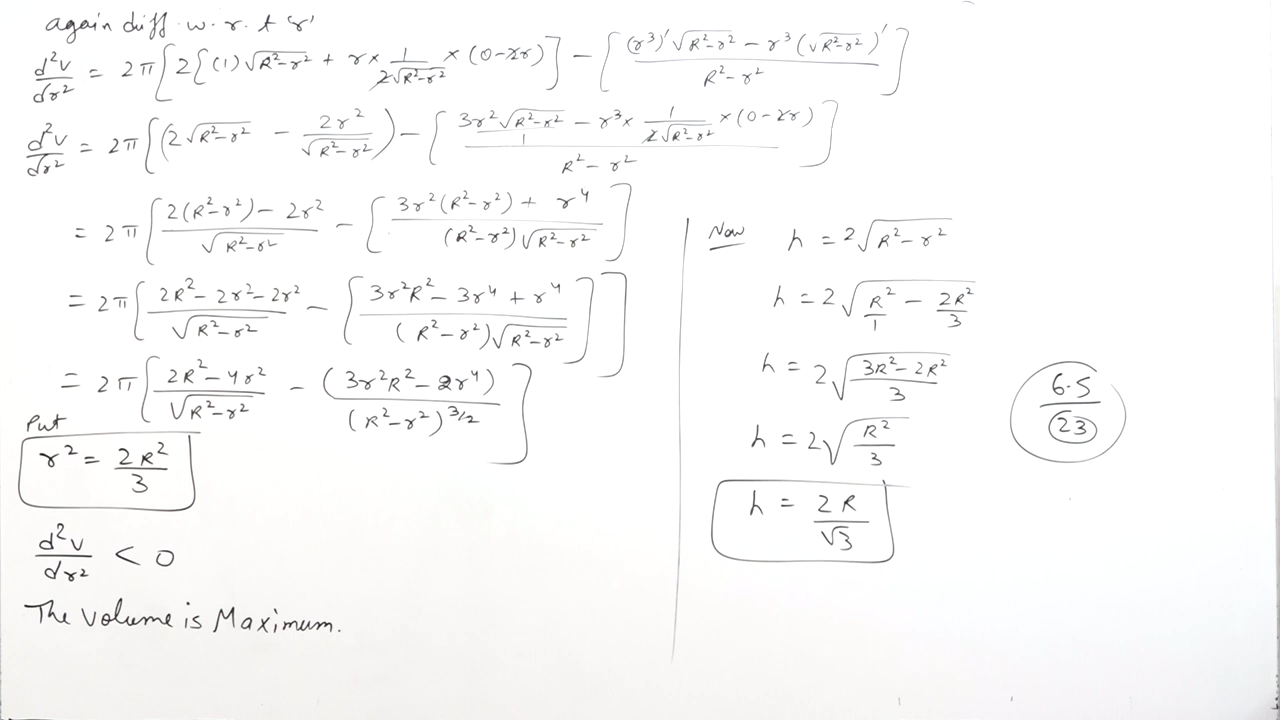 again diff. w. r. t 'r'
d²v/dr² = 2π[2{(1)√(R²-r²) + r × 1/(2√(R²-r²)) × (0-2r)] - [((r³)'√(R²-r²) - r³(√(R²-r²))')/(R²-r²)]
d²v/dr² = 2π[(2√(R²-r²) - 2r²/√(R²-r²)) - [(3r²√(R²-r²)/1 - r³ × 1/(2√(R²-r²)) × (0-2r))/(R²-r²)]
= 2π[(2(R²-r²) - 2r²)/√(R²-r²) - [(3r²(R²-r²) + r⁴)/((R²-r²)√(R²-r²))]
= 2π[(2R²-2r²-2r²)/√(R²-r²) - [(3r²R²-3r⁴+r⁴)/((R²-r²)√(R²-r²))]]
= 2π[(2R²-4r²)/√(R²-r²) - (3r²R²-2r⁴)/(R²-r²)^(3/2)]
Put
r² = 2R²/3
d²v/dr² < 0
The volume is Maximum.
Now h = 2√(R²-r²)
h = 2√(R²/1 - 2R²/3)
h = 2√((3R²-2R²)/3)
h = 2√(R²/3)
h = 2R/√3
6.5/23